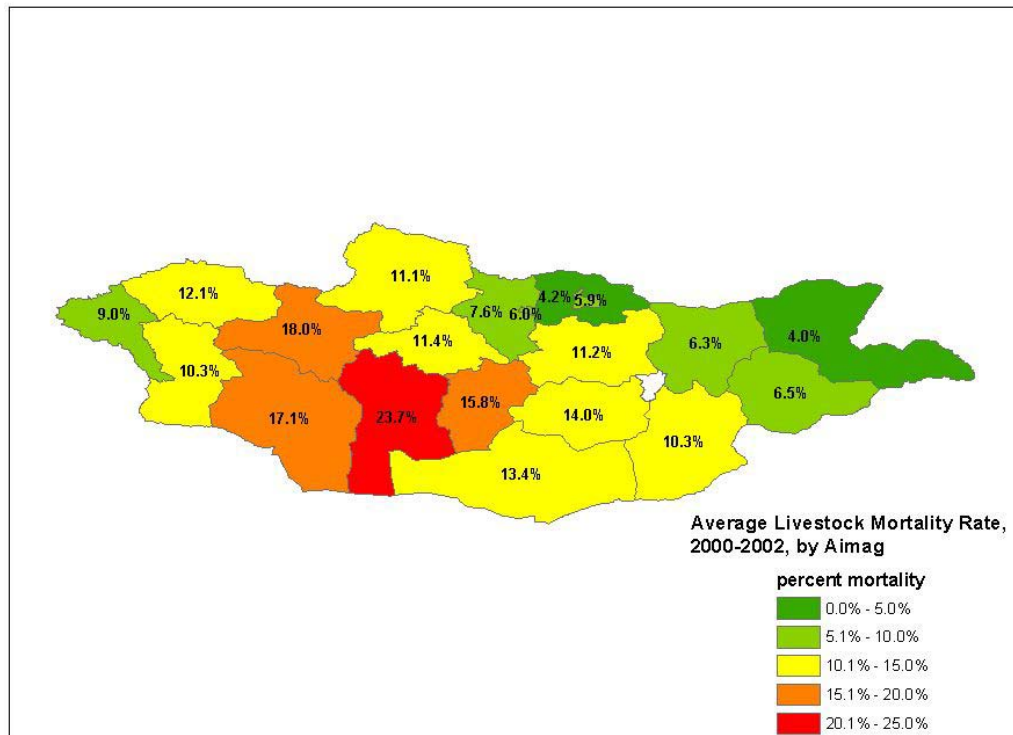 11.1%
12.1%
4.2% 5.9%
9.0%
7.6% 6.0%
18.0%
11.4%
11.2%
6.3%
4.0%
10.3%
6.5%
17.1%
23.7%
15.8%
14.0%
10.3%
13.4%
Average Livestock Mortality Rate,
2000-2002, by Aimag
percent mortality
0.0% - 5.0%
5.1% - 10.0%
10.1% - 15.0%
15.1% - 20.0%
20.1% - 25.0%